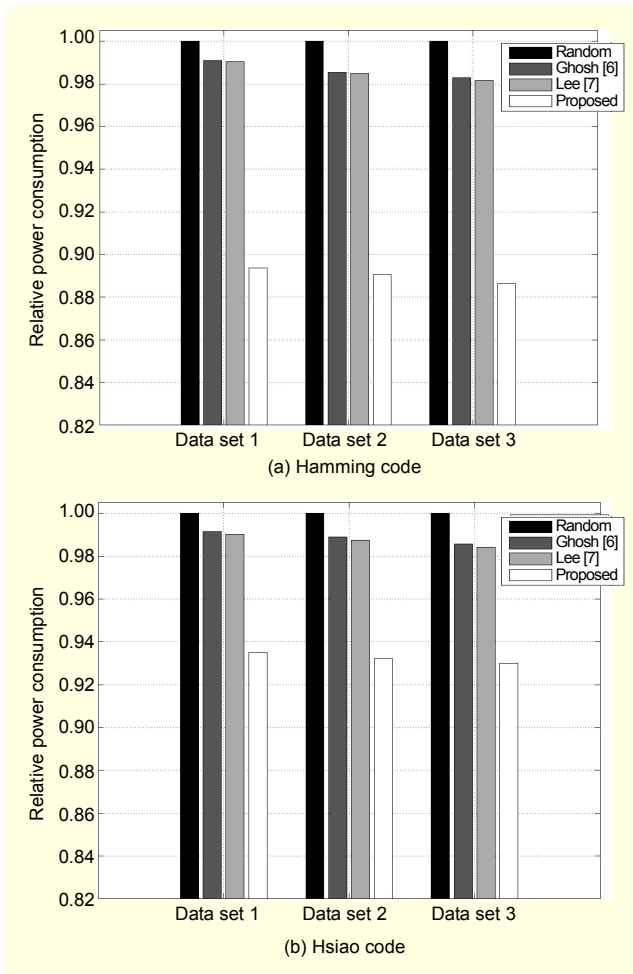 1.00
0.98
0.96
0.94
0.92
0.90
0.88
0.86
0.84
0.82
Relative power consumption
Random
Ghosh [6]
Lee [7]
Proposed
Data set 1 Data set 2 Data set 3
(a) Hamming code
1.00
0.98
0.96
0.94
0.92
0.90
0.88
0.86
0.84
0.82
Relative power consumption
Random
Ghosh [6]
Lee [7]
Proposed
Data set 1 Data set 2 Data set 3
(b) Hsiao code